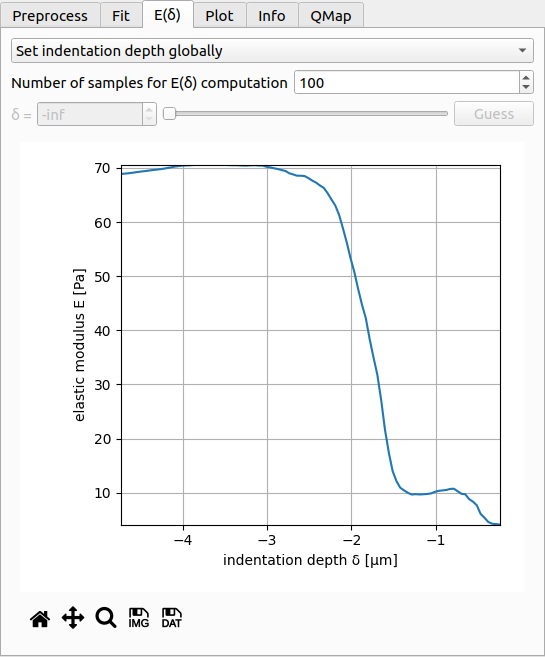 Preprocess Fit E(δ) Plot Info QMap
Set indentation depth globally
Number of samples for E(δ) computation 100
δ = -inf Guess
70
60
50
40
30
20
10
elastic modulus E [Pa]
−4 −3 −2 −1
indentation depth δ [µm]
IMG DAT